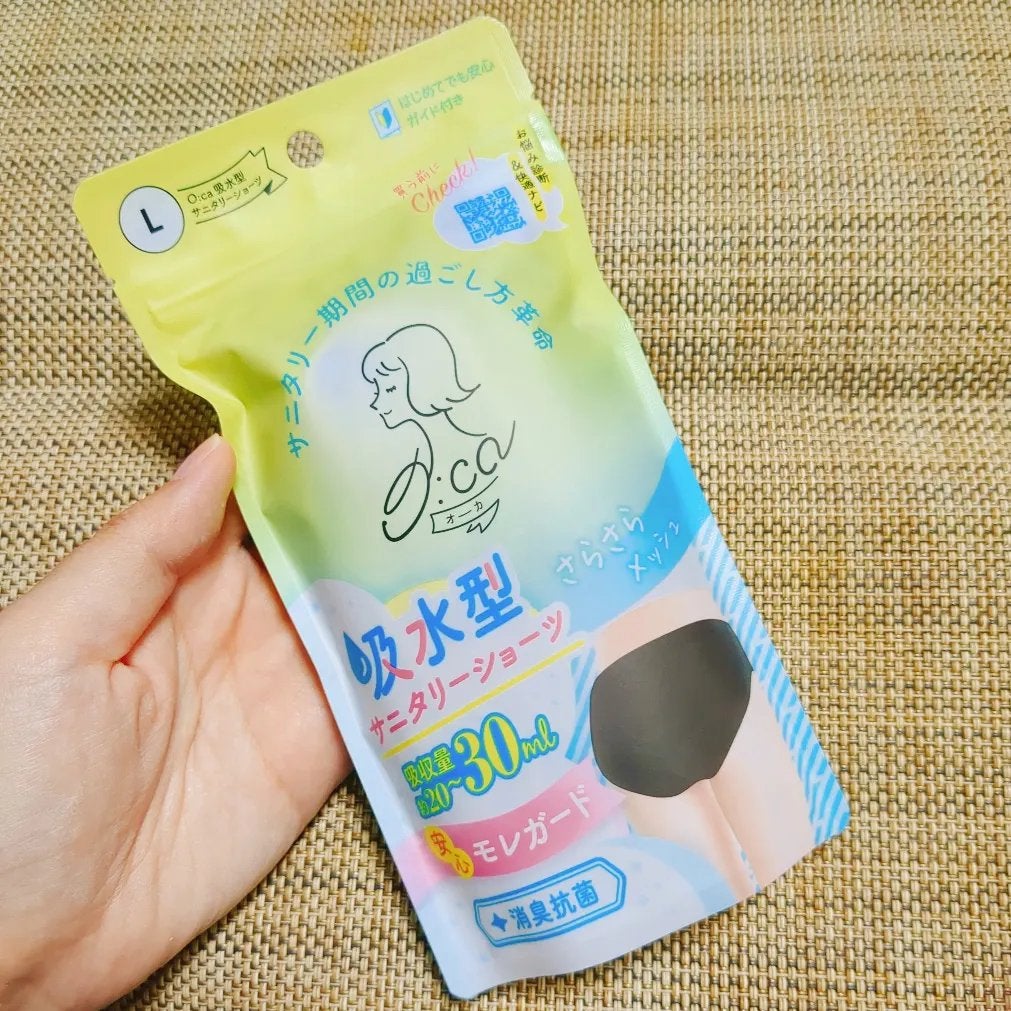 はじめてでも安心
ガイド付き
L
O:ca 吸水型
サニタリーショーツ
買う前に
Check!
お悩み診断
&快適ナビ
サニタリー期間の過ごし方革命
O:ca
オーカ
さらさら
メッシュ
吸水型
サニタリーショーツ
吸収量
約20~30ml
安心
モレガード
消臭抗菌